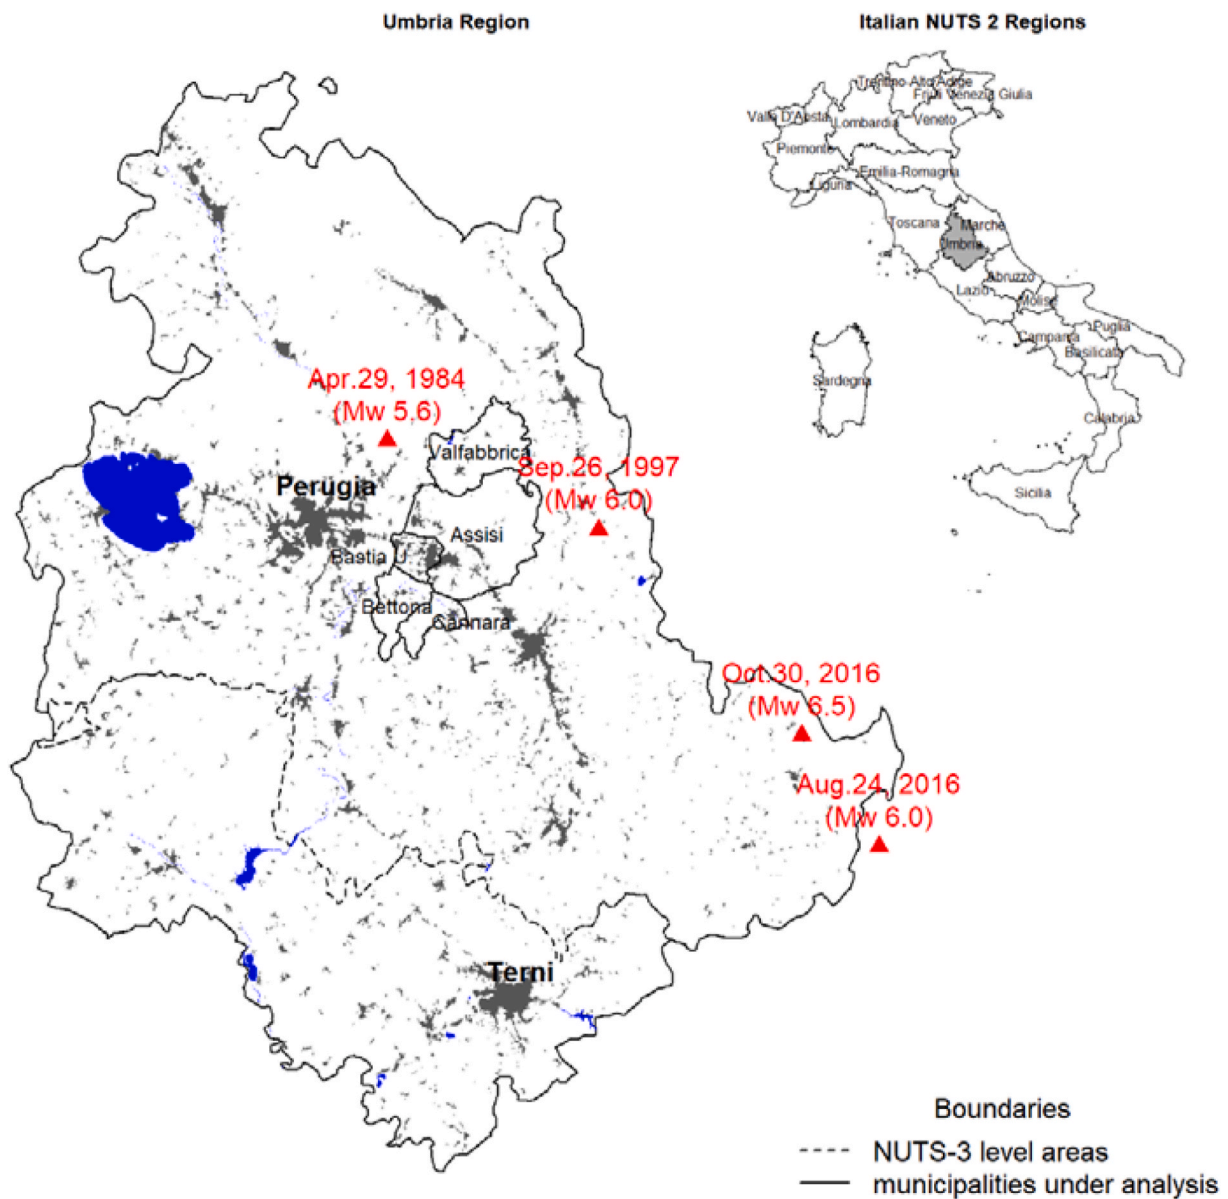 Umbria Region
Italian NUTS 2 Regions
Trentino Alto Adige
Friuli Venezia Giulia
Valle D'Aosta
Lombardia
Veneto
Piemonte
Emilia-Romagna
Liguria
Toscana
Marche
Umbria
Abruzzo
Lazio
Molise
Campania
Puglia
Basilicata
Sardegna
Calabria
Sicilia
Apr.29, 1984
(Mw 5.6)
Valfabbrica
Sep.26, 1997
(Mw 6.0)
Perugia
Assisi
Bastia U.
Bettona
Cannara
Oct.30, 2016
(Mw 6.5)
Aug.24, 2016
(Mw 6.0)
Terni
Boundaries
NUTS-3 level areas
municipalities under analysis